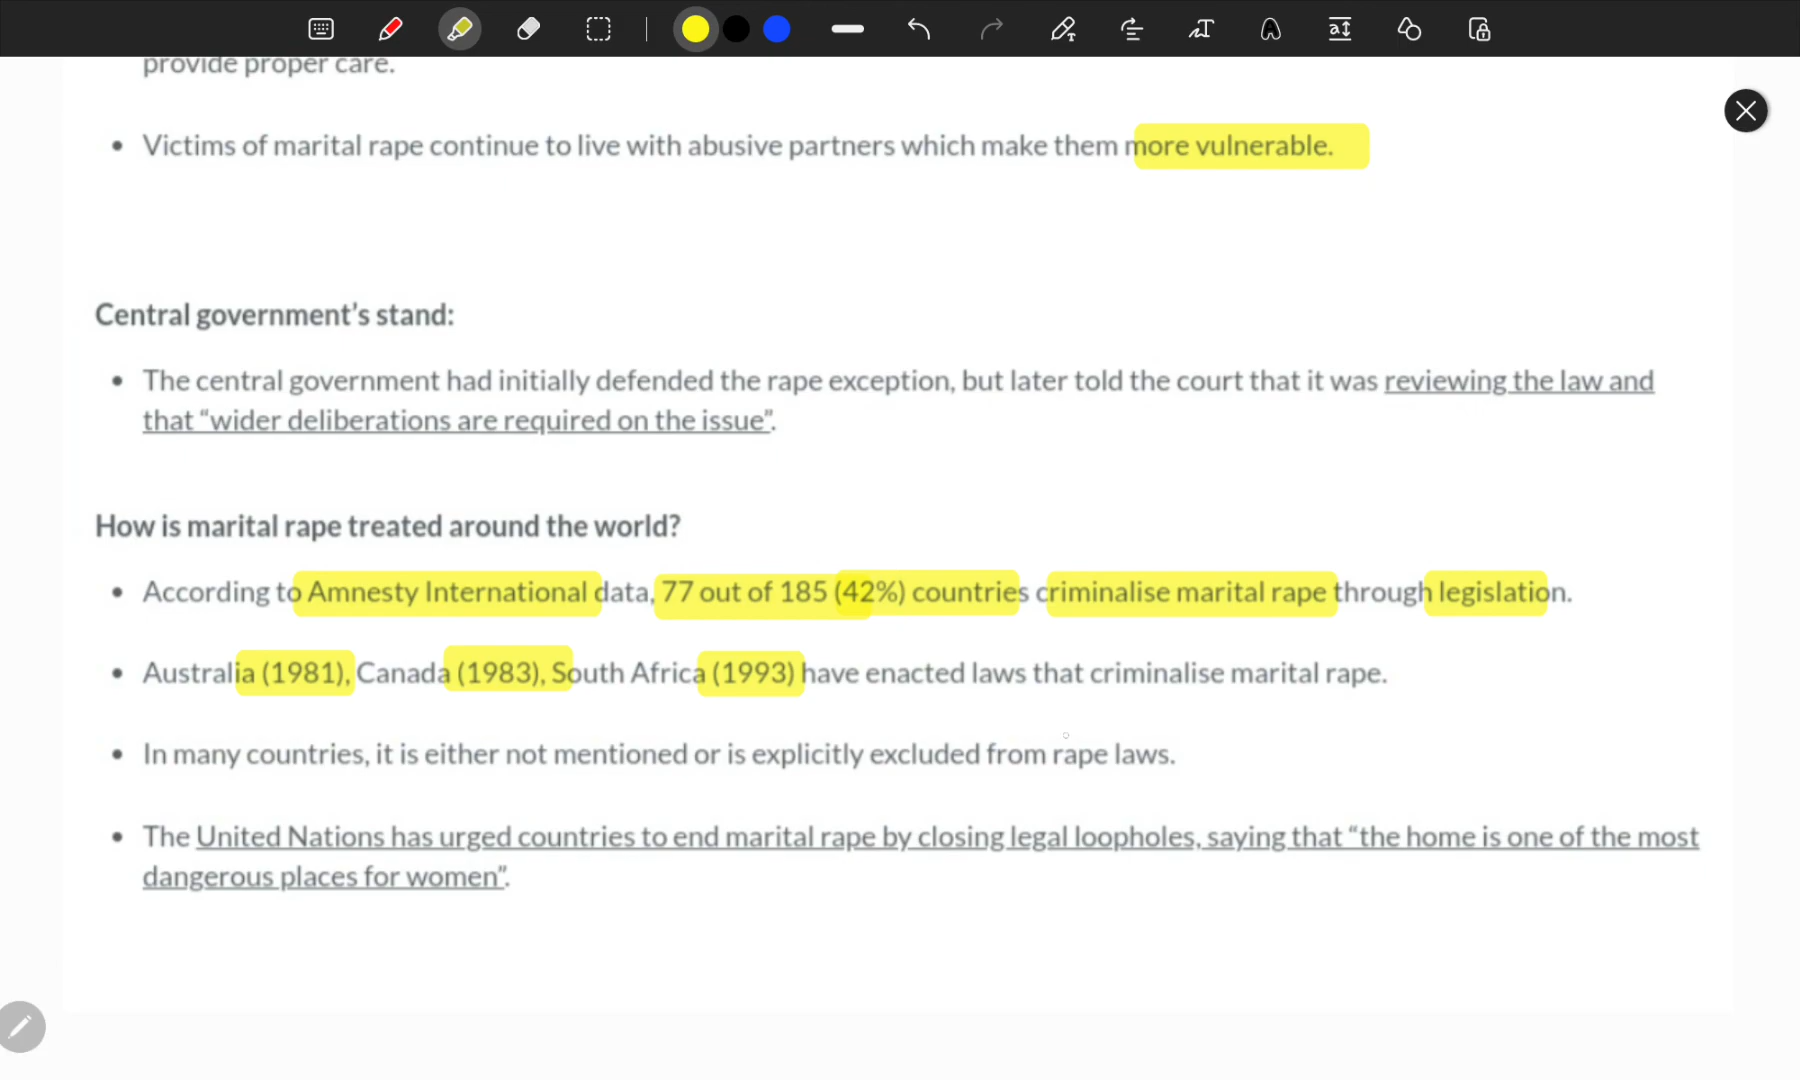 provide proper care.
• Victims of marital rape continue to live with abusive partners which make them more vulnerable.
Central government’s stand:
• The central government had initially defended the rape exception, but later told the court that it was reviewing the law and
that “wider deliberations are required on the issue”.
How is marital rape treated around the world?
• According to Amnesty International data, 77 out of 185 (42%) countries criminalise marital rape through legislation.
• Australia (1981), Canada (1983), South Africa (1993) have enacted laws that criminalise marital rape.
• In many countries, it is either not mentioned or is explicitly excluded from rape laws.
• The United Nations has urged countries to end marital rape by closing legal loopholes, saying that “the home is one of the most
dangerous places for women”.